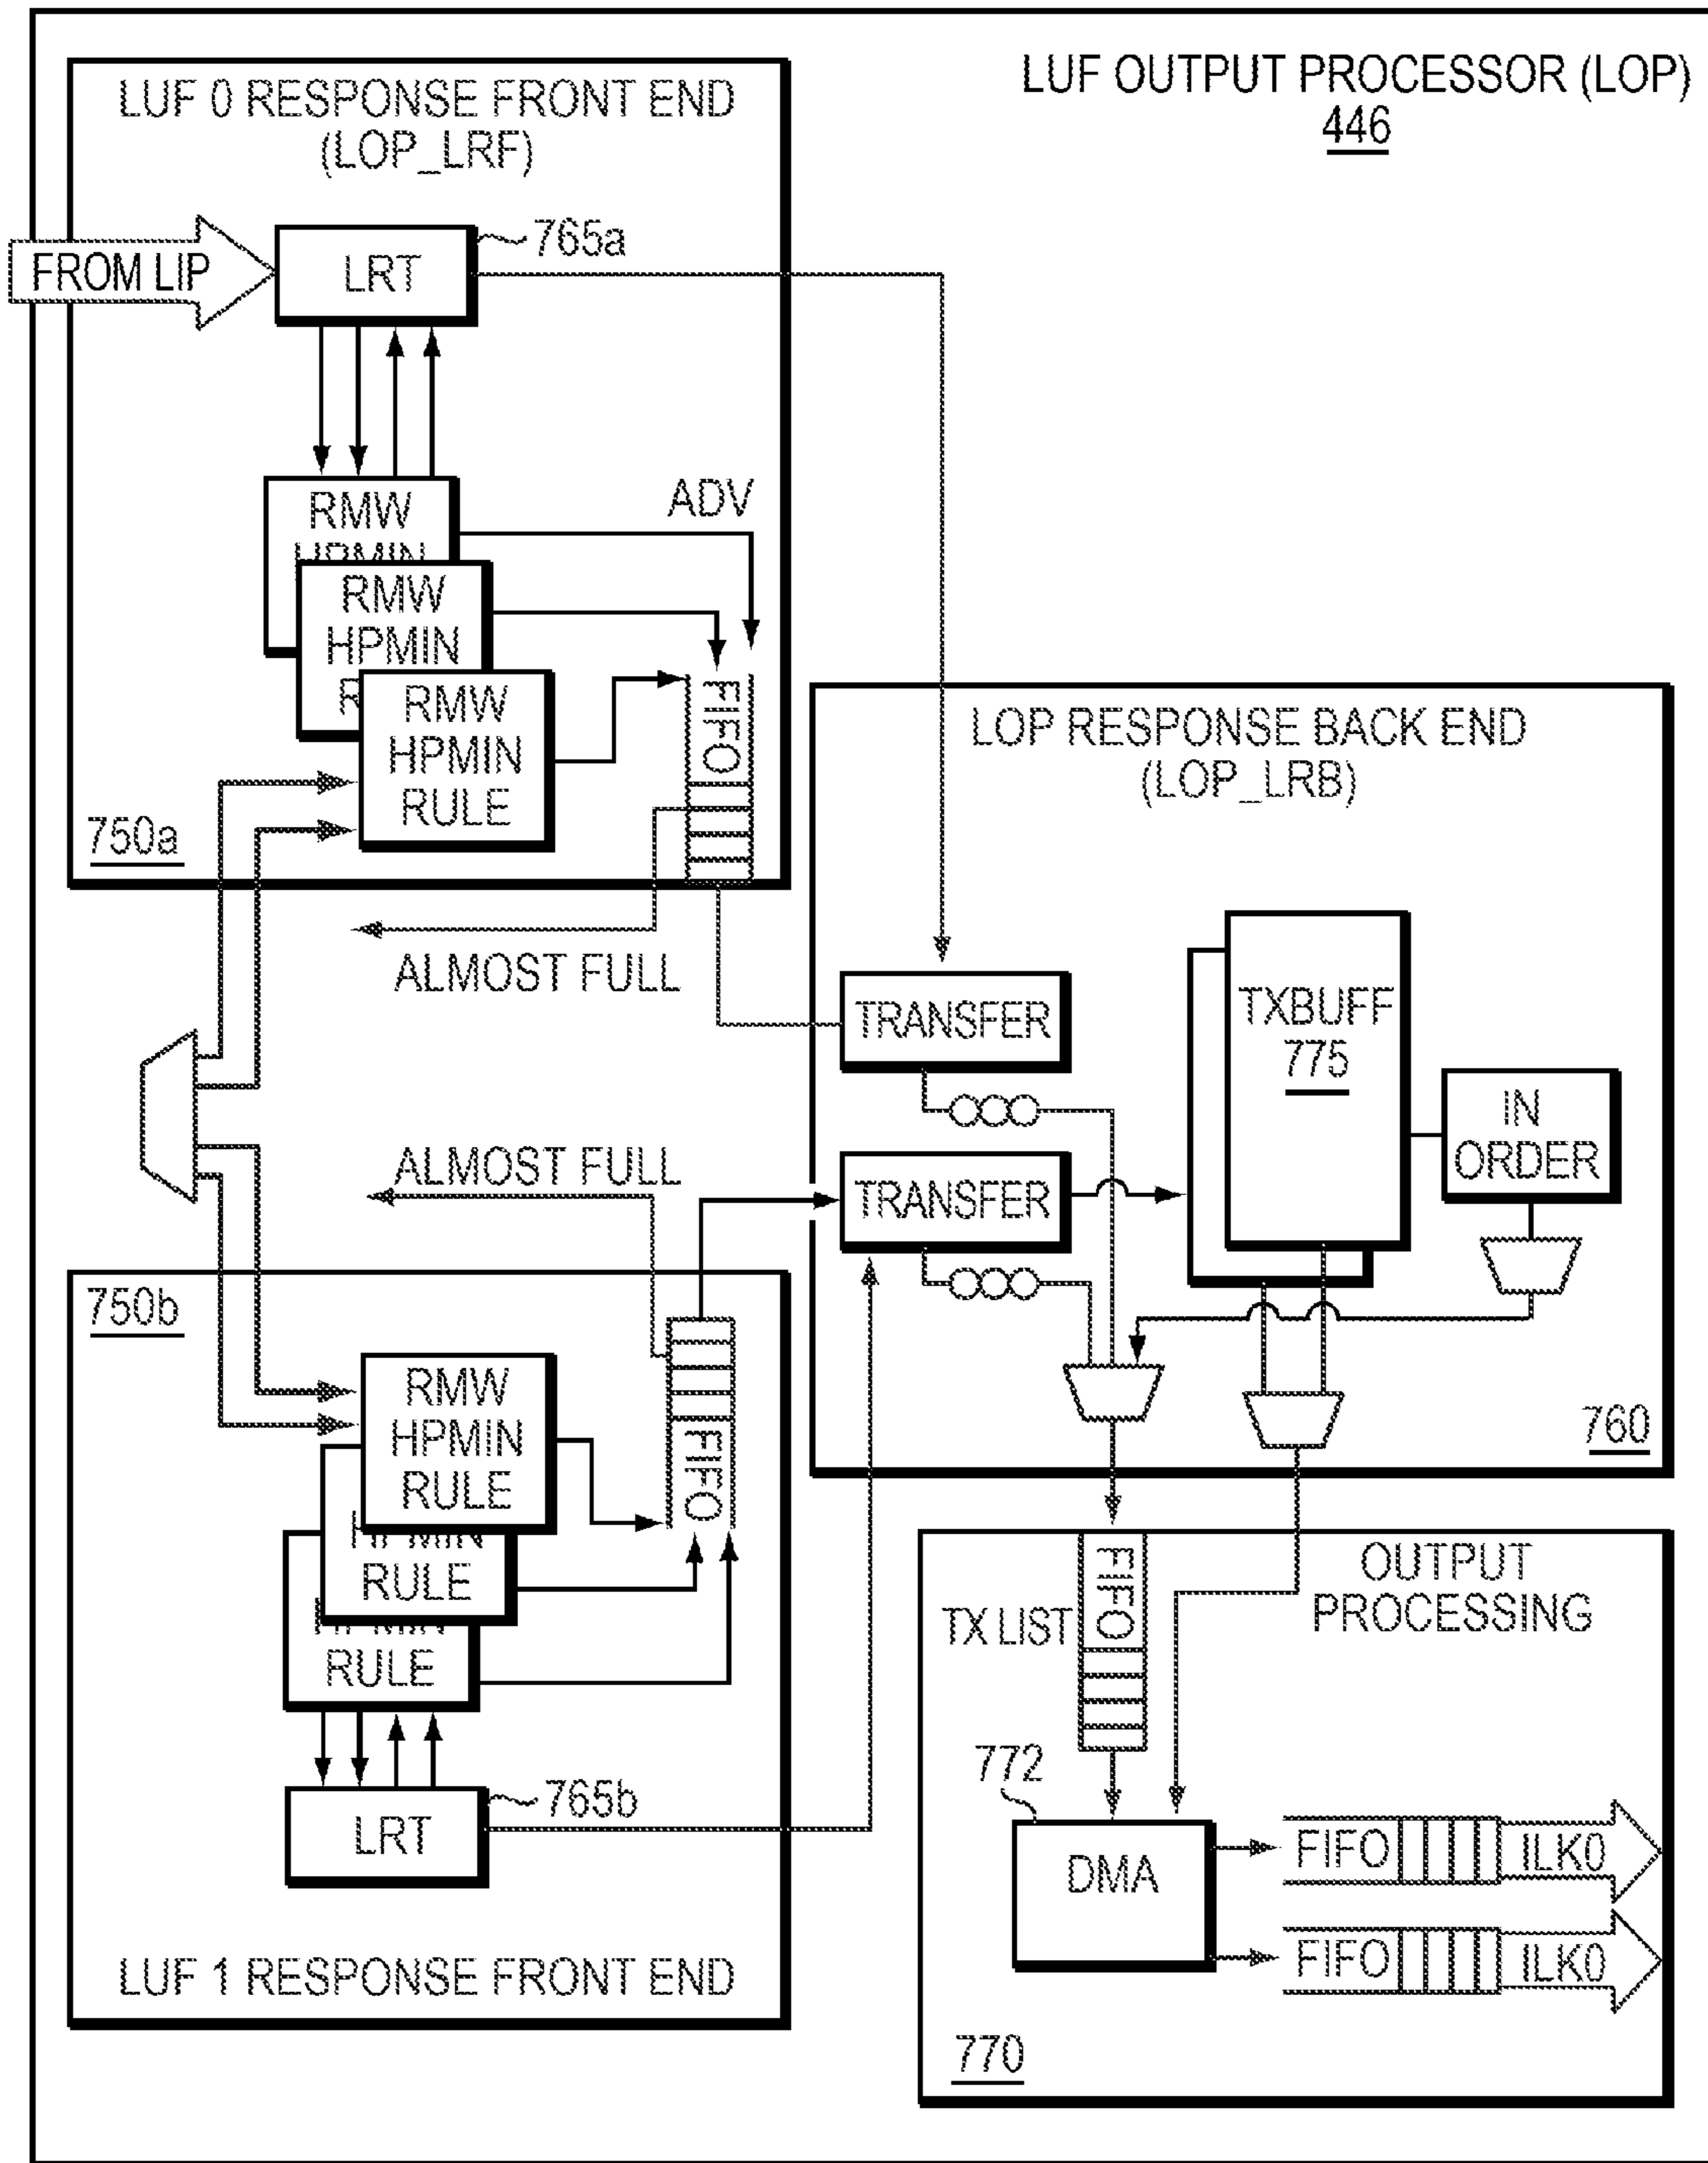 LUF OUTPUT PROCESSOR (LOP)
446
LUF 0 RESPONSE FRONT END
(LOP_LRF)
FROM LIP
LRT
765a
RMW
HPMIN
ADV
RMW
HPMIN
R
RMW
HPMIN
RULE
FIFO
750a
ALMOST FULL
LOP RESPONSE BACK END
(LOP_LRB)
TRANSFER
TXBUFF
775
IN
ORDER
ALMOST FULL
TRANSFER
760
750b
RMW
HPMIN
RULE
FIFO
HPMIN
RULE
HPMIN
RULE
LRT
765b
LUF 1 RESPONSE FRONT END
OUTPUT
PROCESSING
TX LIST
FIFO
772
DMA
FIFO
ILK0
FIFO
ILK0
770